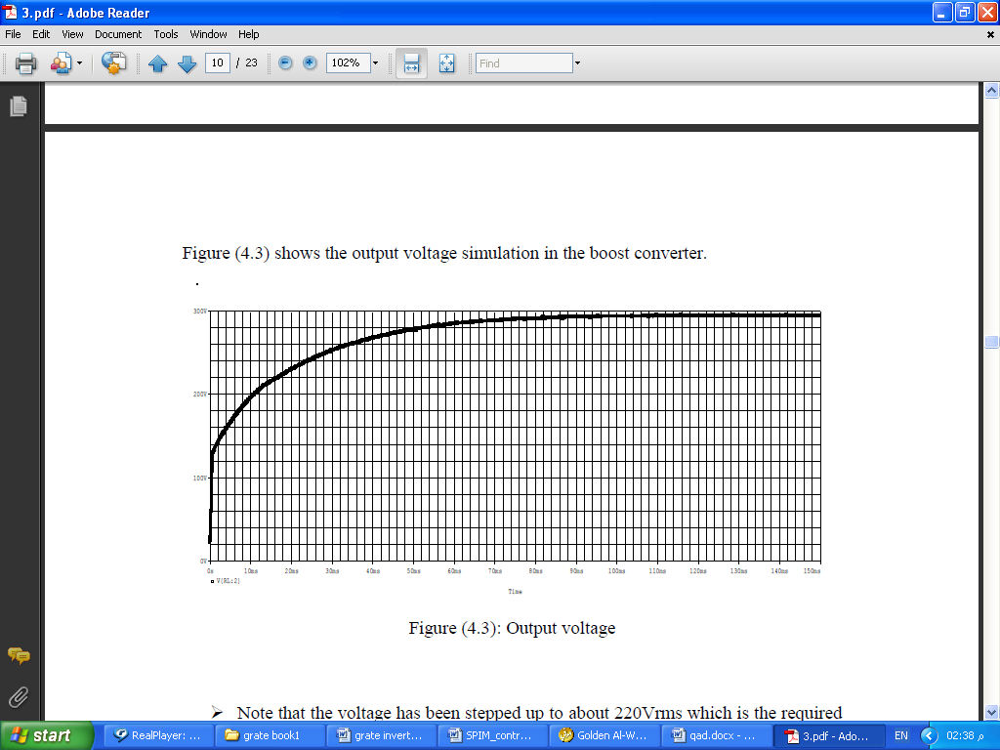 3.pdf - Adobe Reader
File Edit View Document Tools Window Help
10 / 23 102% Find
Figure (4.3) shows the output voltage simulation in the boost converter.
.
300V
200V
100V
0V
0s 10ms 20ms 30ms 40ms 50ms 60ms 70ms 80ms 90ms 100ms 110ms 120ms 130ms 140ms 150ms
V(RL:2)
Time
Figure (4.3): Output voltage
➢ Note that the voltage has been stepped up to about 220Vrms which is the required
start RealPlayer: ... grate book1 grate invert... SPIM_contr... Golden Al-W... qad.docx - ... 3.pdf - Ado... EN 02:38 م